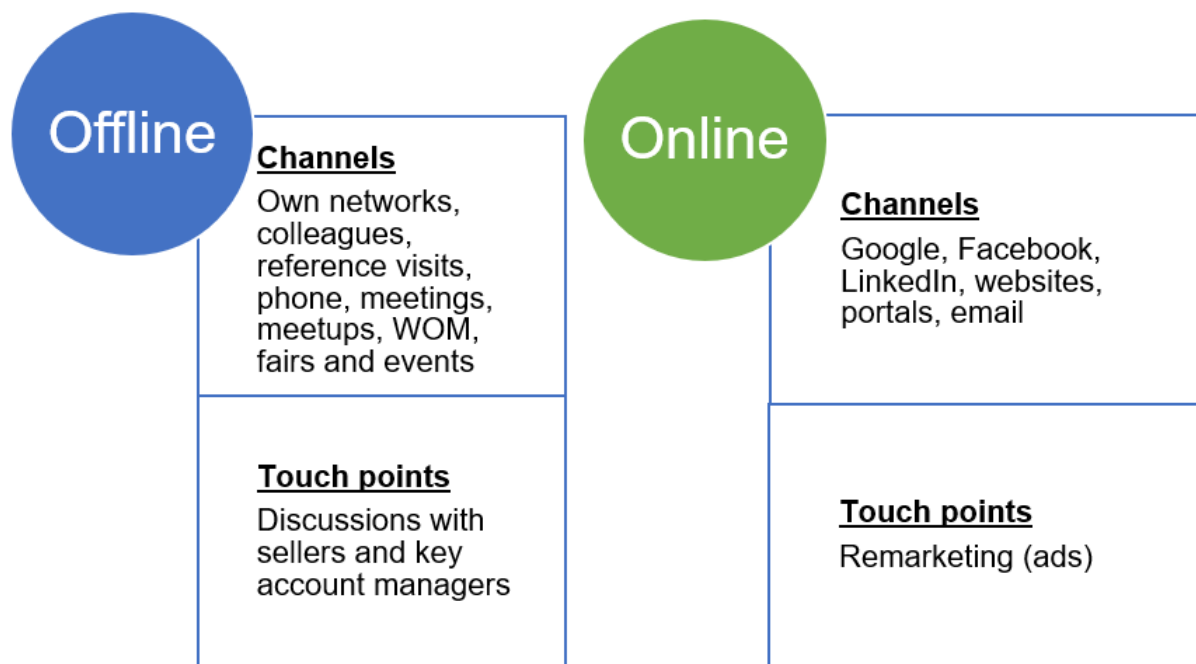 Offline
Channels
Own networks,
colleagues,
reference visits,
phone, meetings,
meetups, WOM,
fairs and events
Touch points
Discussions with
sellers and key
account managers
Online
Channels
Google, Facebook,
LinkedIn, websites,
portals, email
Touch points
Remarketing (ads)